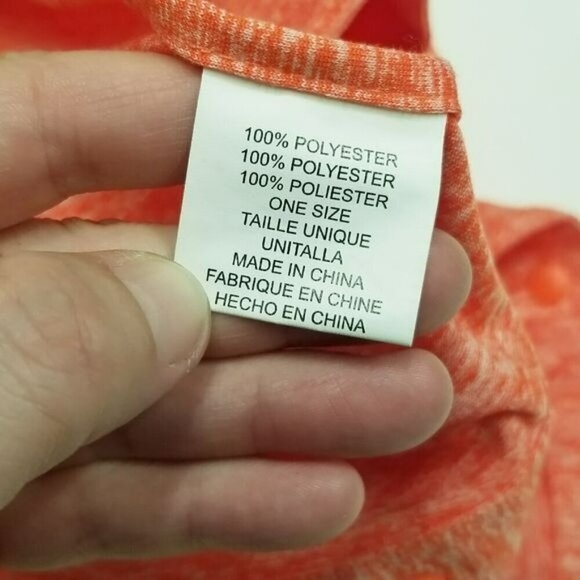 100% POLYESTER
100% POLYESTER
100% POLIESTER
ONE SIZE
TAILLE UNIQUE
UNITALLA
MADE IN CHINA
FABRIQUE EN CHINE
HECHO EN CHINA